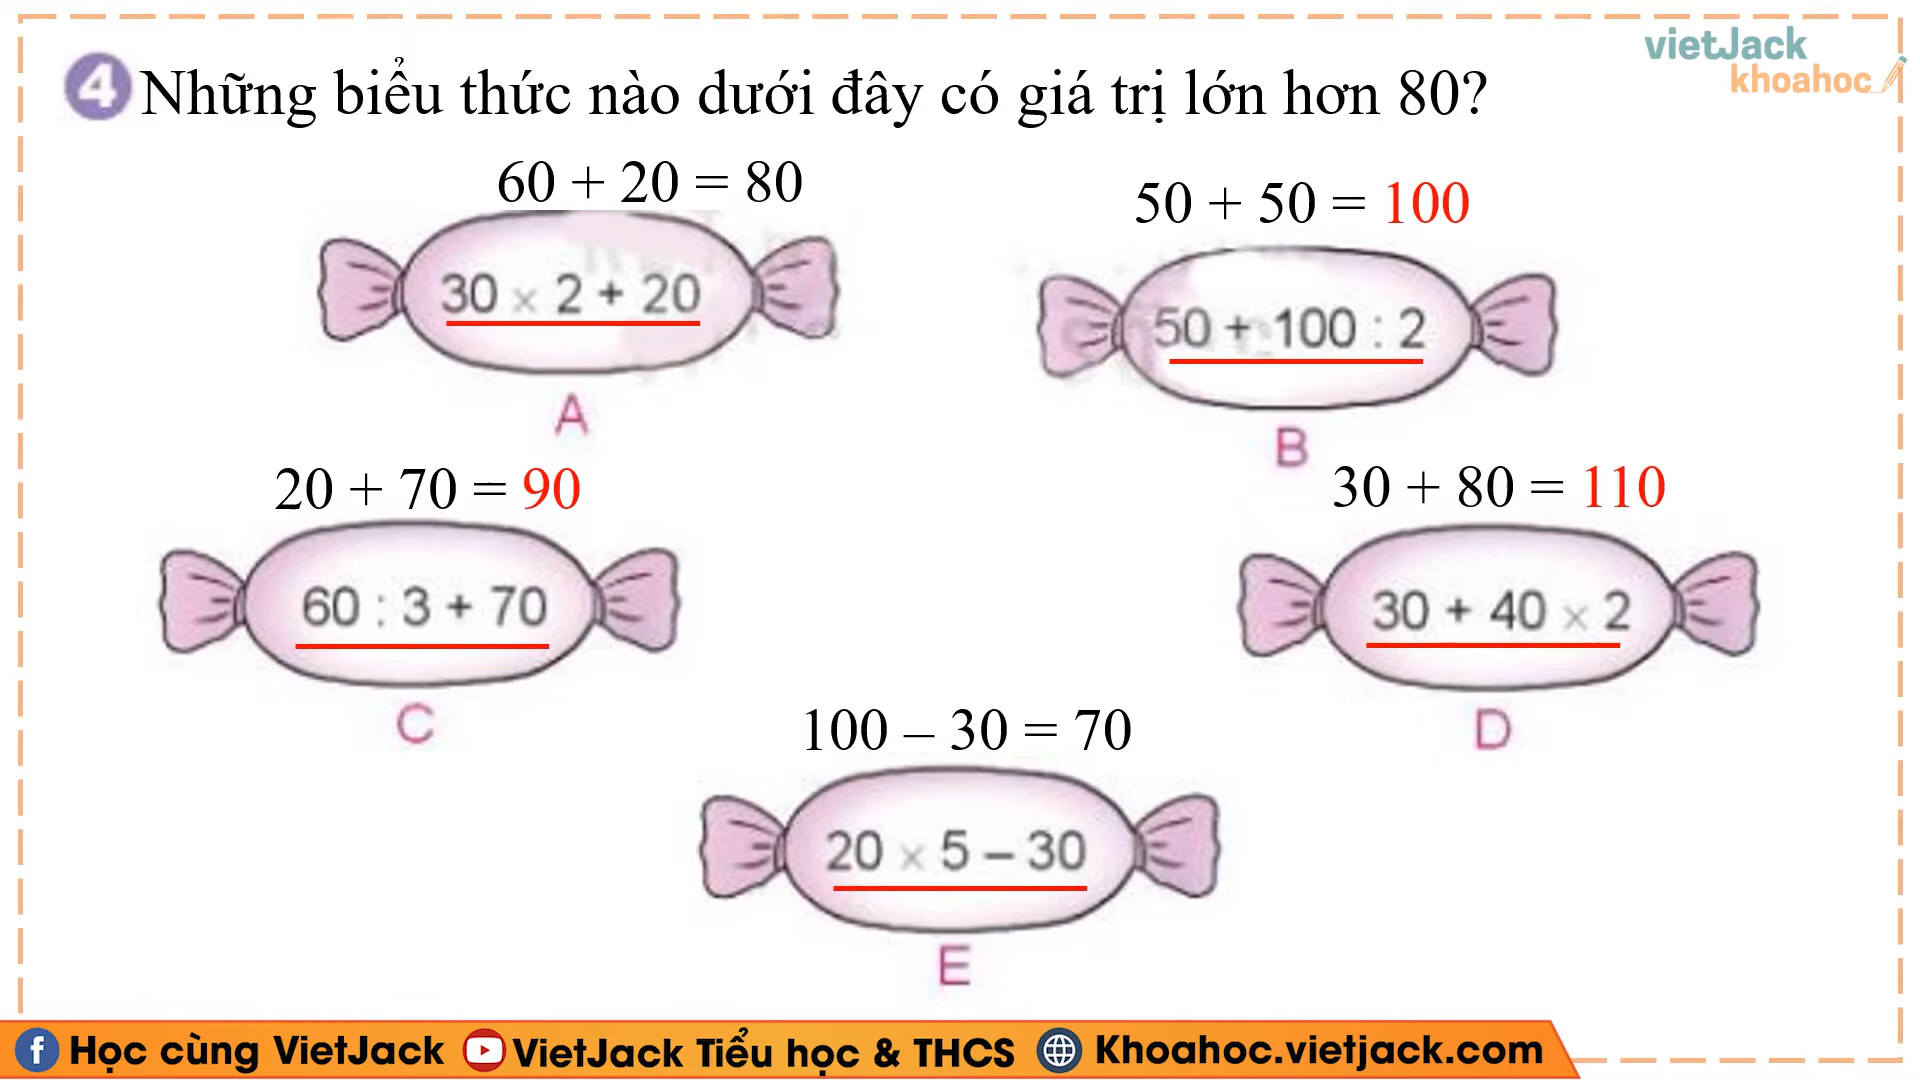 vietJack
khoahoc
4 Những biểu thức nào dưới đây có giá trị lớn hơn 80?
60 + 20 = 80
30 × 2 + 20
A
50 + 50 = 100
50 + 100 : 2
B
20 + 70 = 90
60 : 3 + 70
C
30 + 80 = 110
30 + 40 × 2
D
100 – 30 = 70
20 × 5 – 30
E
Học cùng VietJack VietJack Tiểu học & THCS Khoahoc.vietjack.com